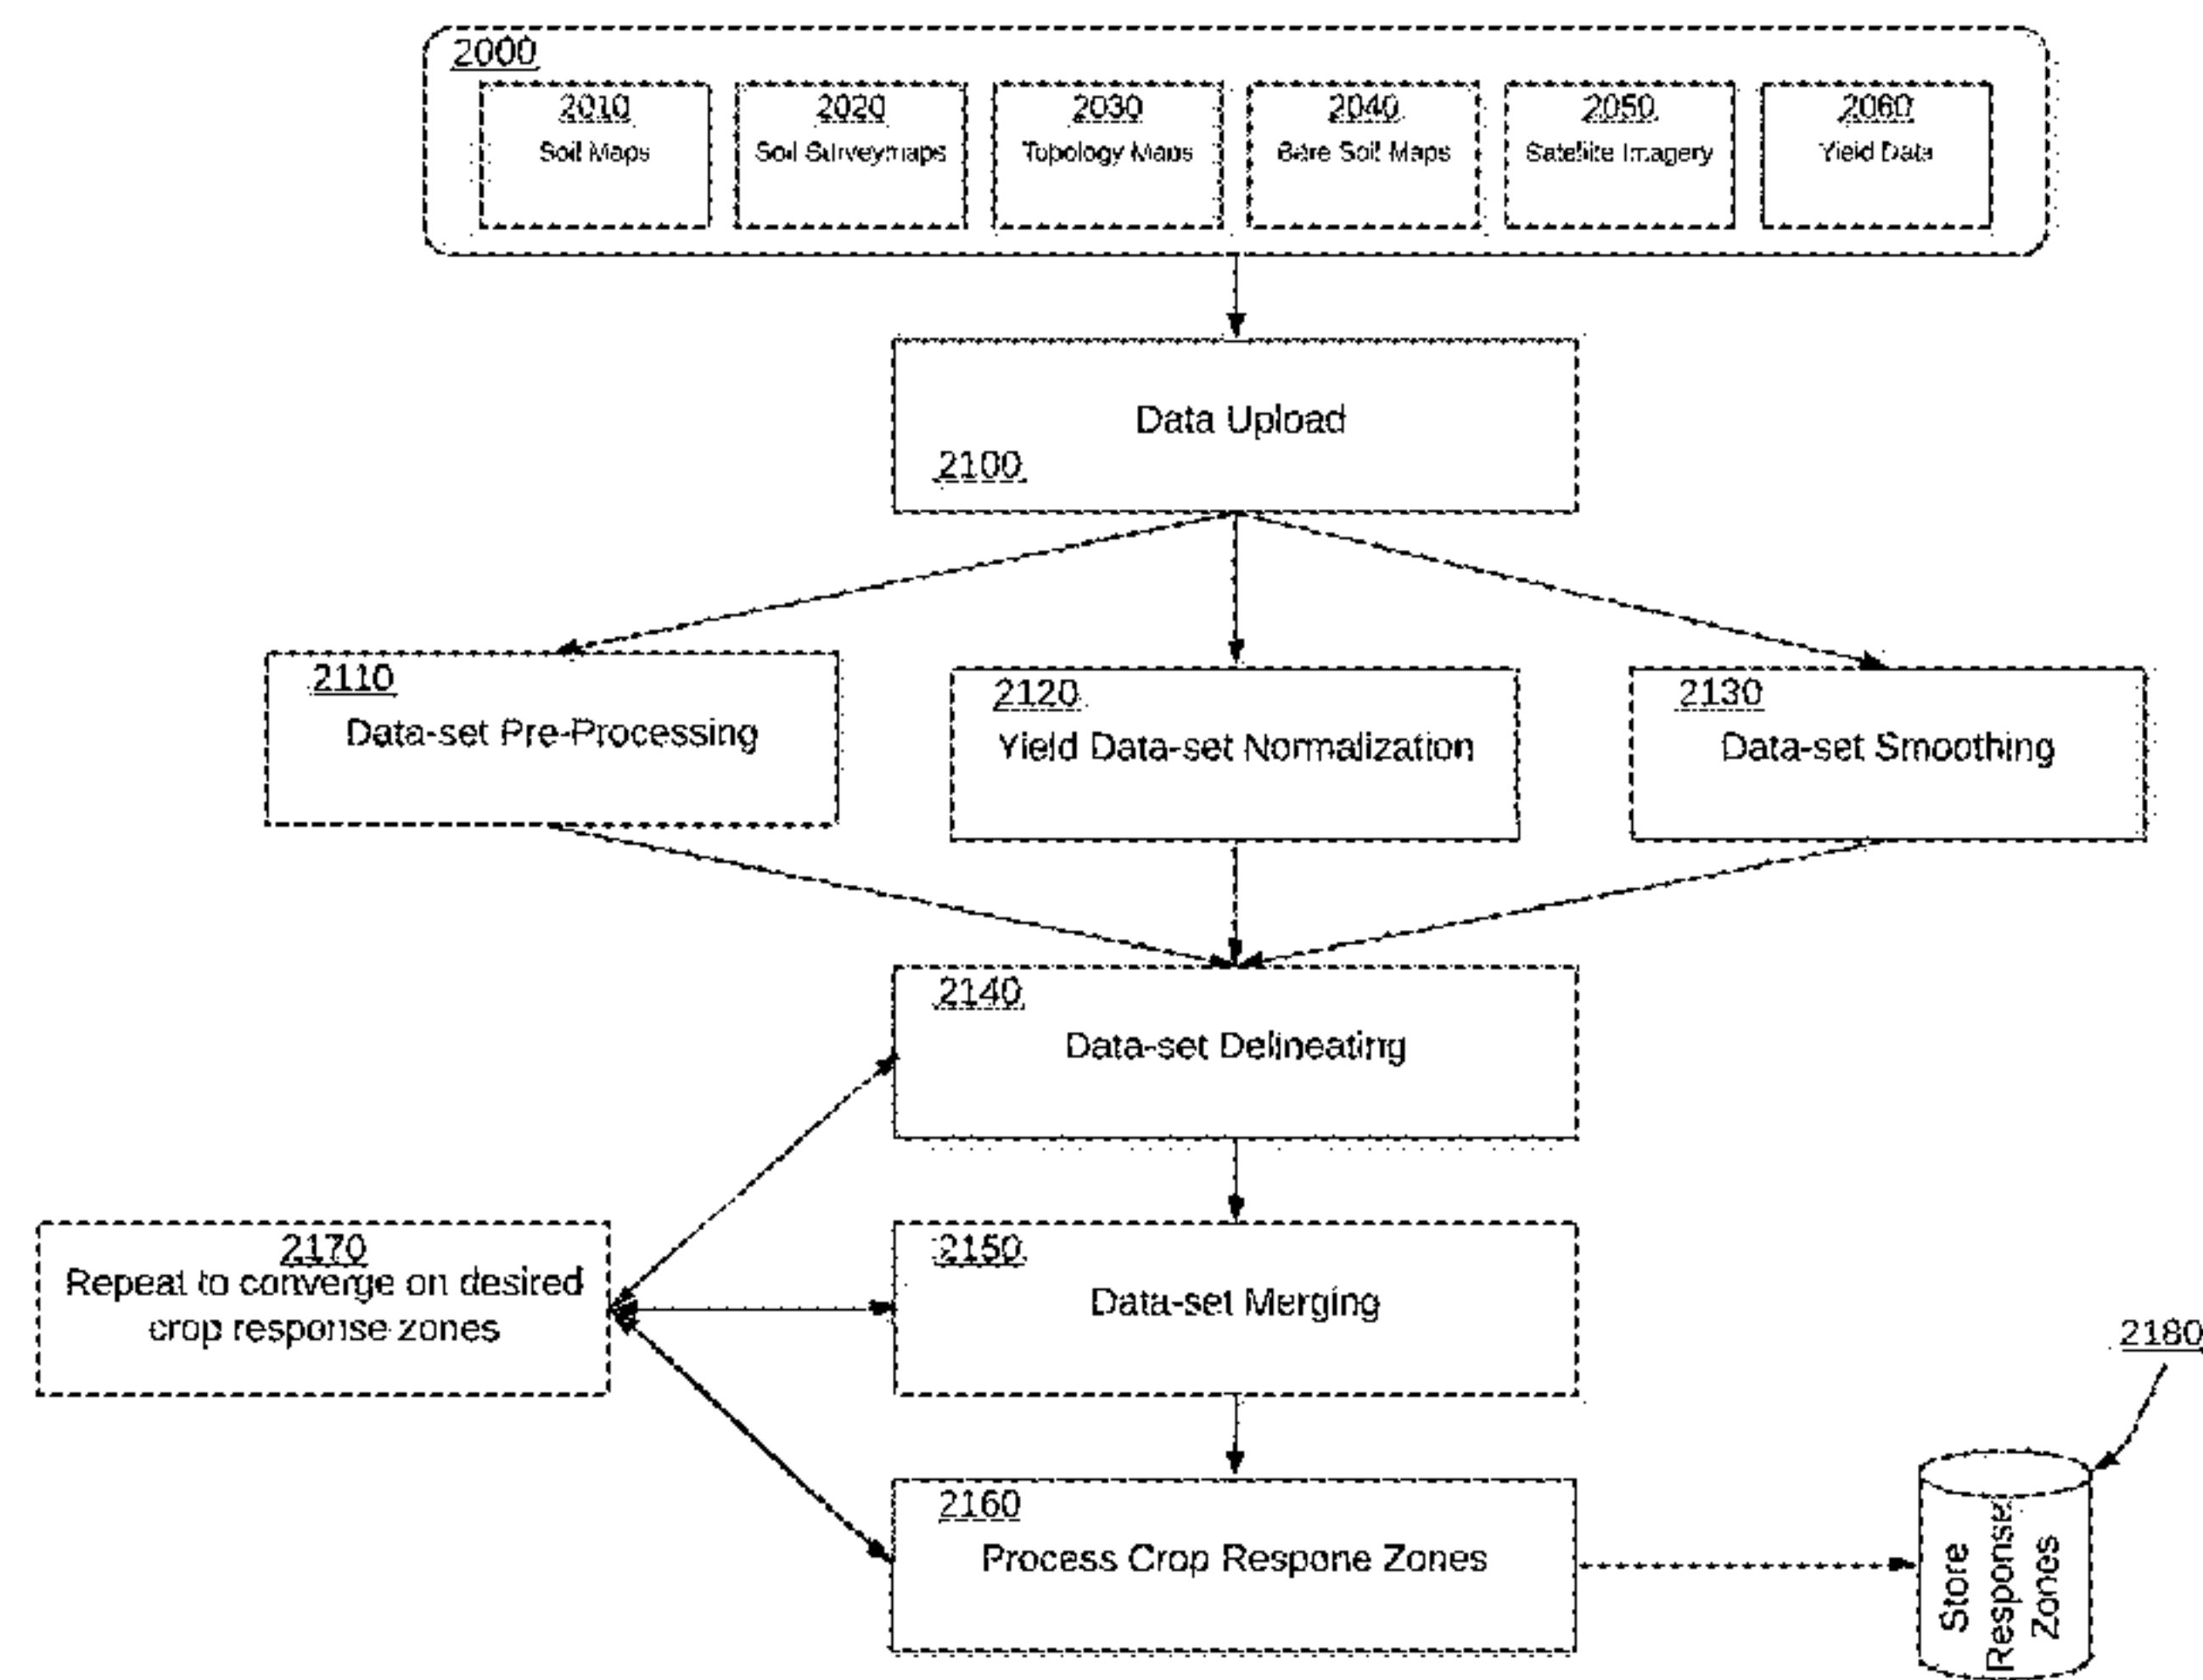 2000
2010
Soil Maps
2020
Soil Surveymaps
2030
Topology Maps
2040
Bare Soil Maps
2050
Satellite Imagery
2060
Yield Data
Data Upload
2100
2110
Data-set Pre-Processing
2120
Yield Data-set Normalization
2130
Data-set Smoothing
2140
Data-set Delineating
2170
Repeat to converge on desired
crop response zones
2150
Data-set Merging
2180
2160
Process Crop Respone Zones
Store
Response
Zones